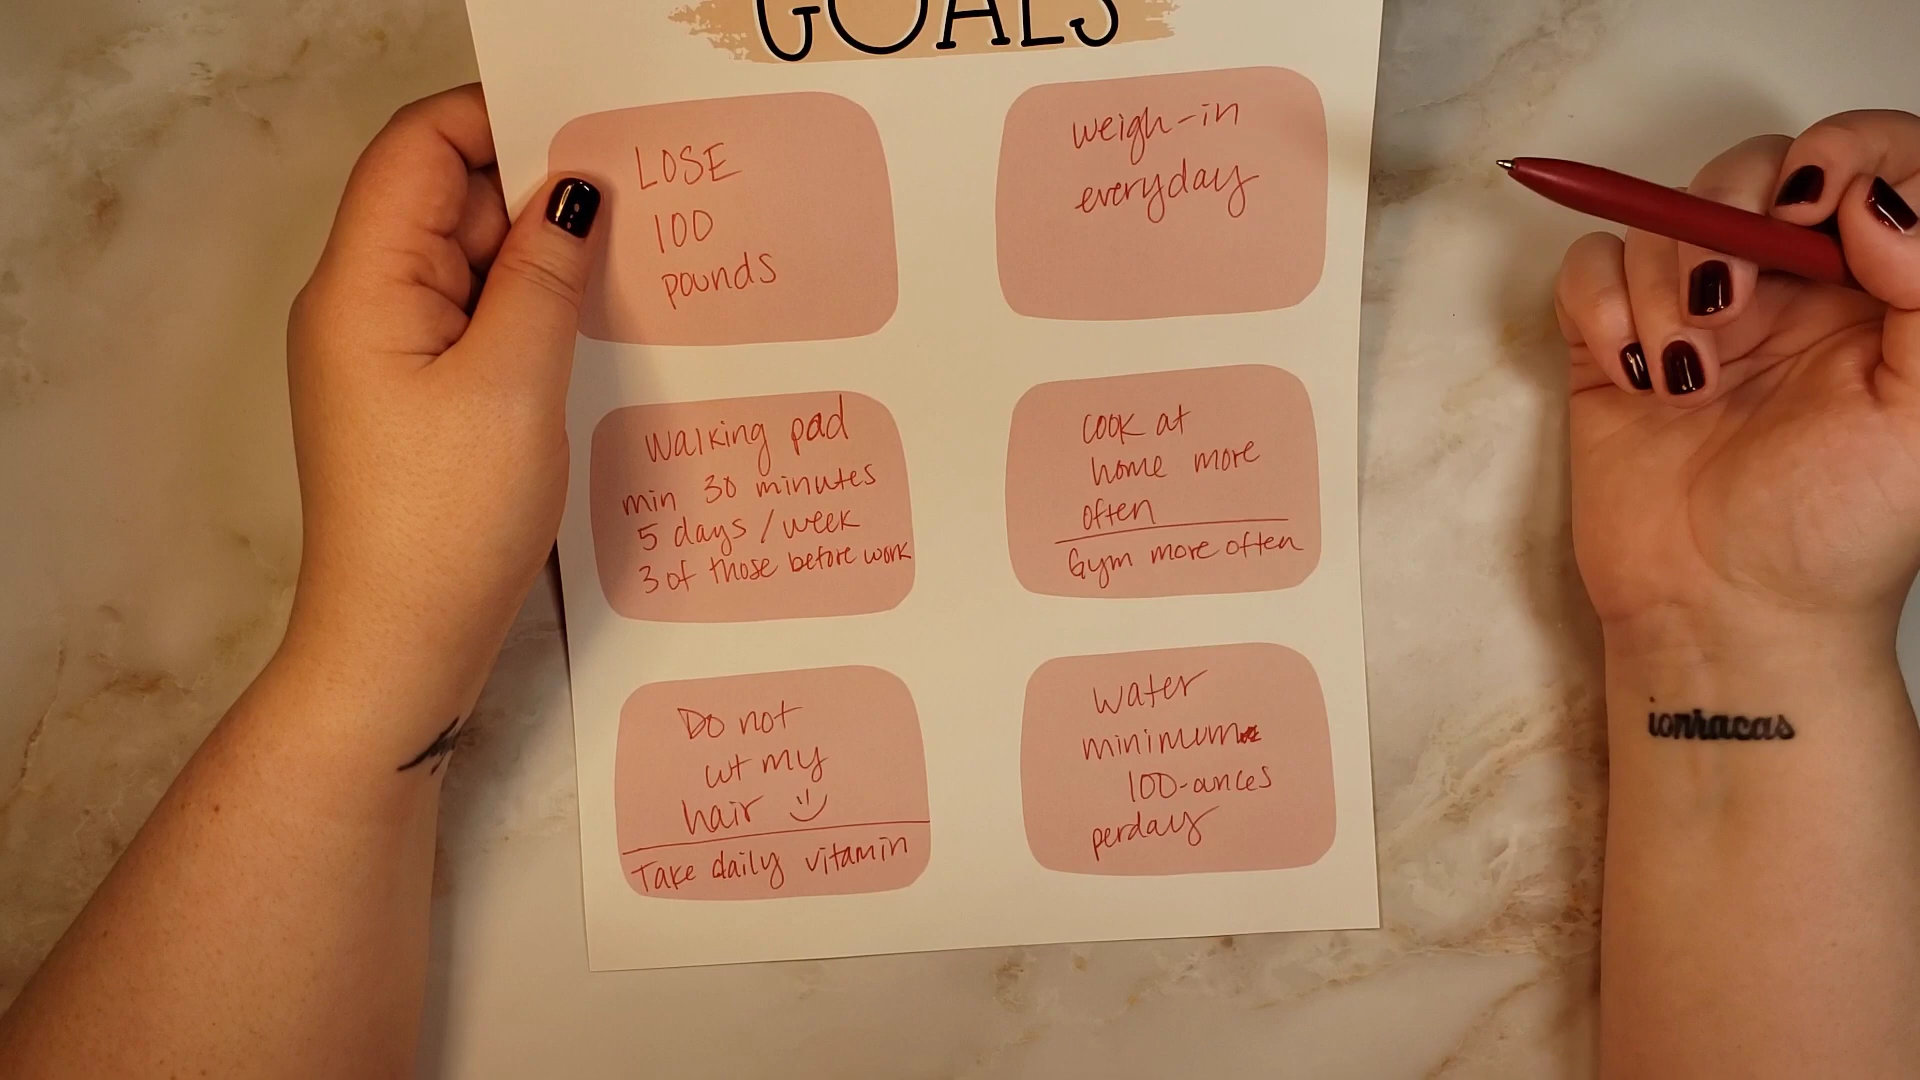 GOALS
LOSE
100
pounds
weigh-in
everyday
Walking pad
min 30 minutes
5 days / week
3 of those before work
cook at
home more
often
Gym more often
Do not
cut my
hair
Take daily vitamin
Water
minimum
100-ounces
perday
ionracas